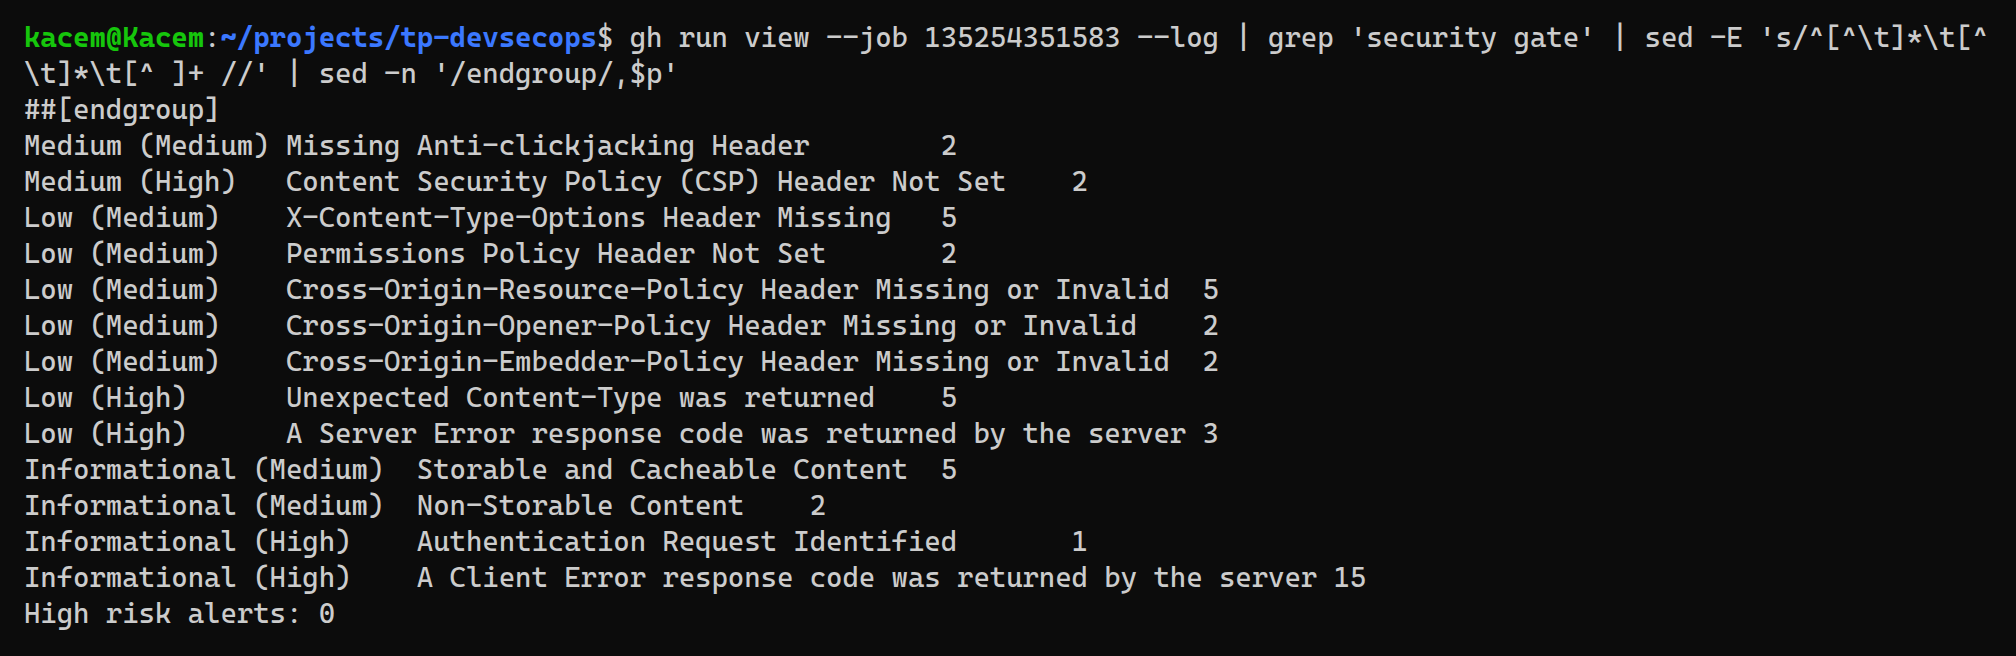 kacem@Kacem:~/projects/tp-devsecops$ gh run view --job 135254351583 --log | grep 'security gate' | sed -E 's/^[^\t]*\t[^
\t]*\t[^ ]+ //' | sed -n '/endgroup/,$p'
##[endgroup]
Medium (Medium) Missing Anti-clickjacking Header        2
Medium (High)   Content Security Policy (CSP) Header Not Set    2
Low (Medium)    X-Content-Type-Options Header Missing   5
Low (Medium)    Permissions Policy Header Not Set       2
Low (Medium)    Cross-Origin-Resource-Policy Header Missing or Invalid  5
Low (Medium)    Cross-Origin-Opener-Policy Header Missing or Invalid    2
Low (Medium)    Cross-Origin-Embedder-Policy Header Missing or Invalid  2
Low (High)      Unexpected Content-Type was returned    5
Low (High)      A Server Error response code was returned by the server 3
Informational (Medium)  Storable and Cacheable Content  5
Informational (Medium)  Non-Storable Content    2
Informational (High)    Authentication Request Identified       1
Informational (High)    A Client Error response code was returned by the server 15
High risk alerts: 0